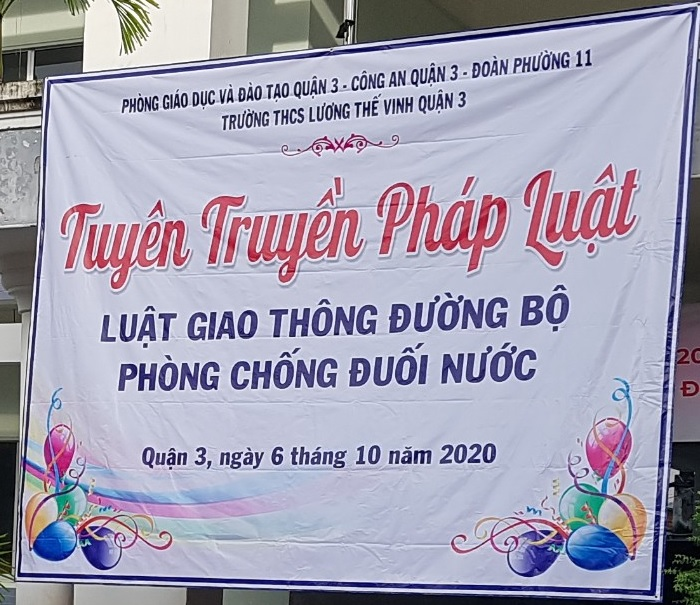 PHÒNG GIÁO DỤC VÀ ĐÀO TẠO QUẬN 3 - CÔNG AN QUẬN 3 - ĐOÀN PHƯỜNG 11
TRƯỜNG THCS LƯƠNG THẾ VINH QUẬN 3
Tuyên Truyền Pháp Luật
LUẬT GIAO THÔNG ĐƯỜNG BỘ
PHÒNG CHỐNG ĐUỐI NƯỚC
Quận 3, ngày 6 tháng 10 năm 2020